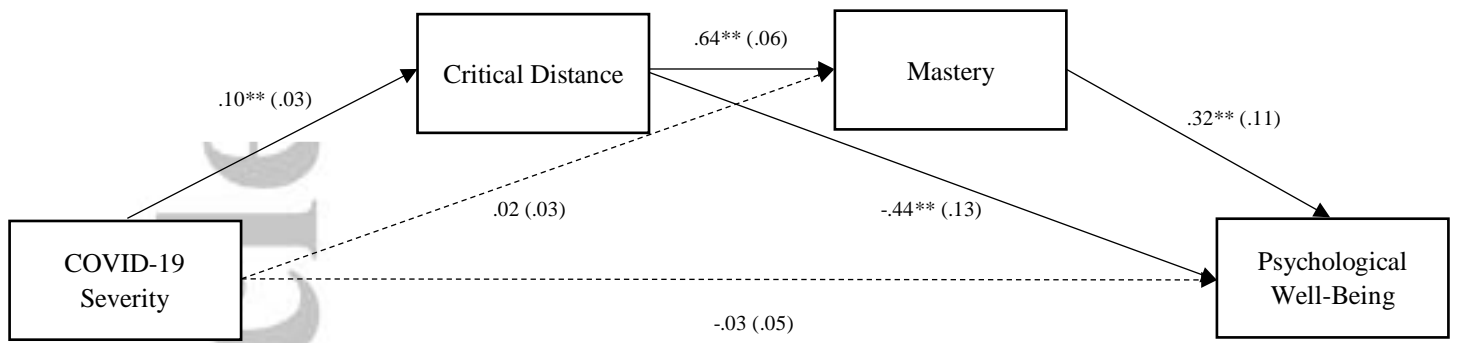 .64** (.06)
Critical Distance
Mastery
.10** (.03)
.32** (.11)
.02 (.03)
-.44** (.13)
COVID-19
Severity
Psychological
Well-Being
-.03 (.05)